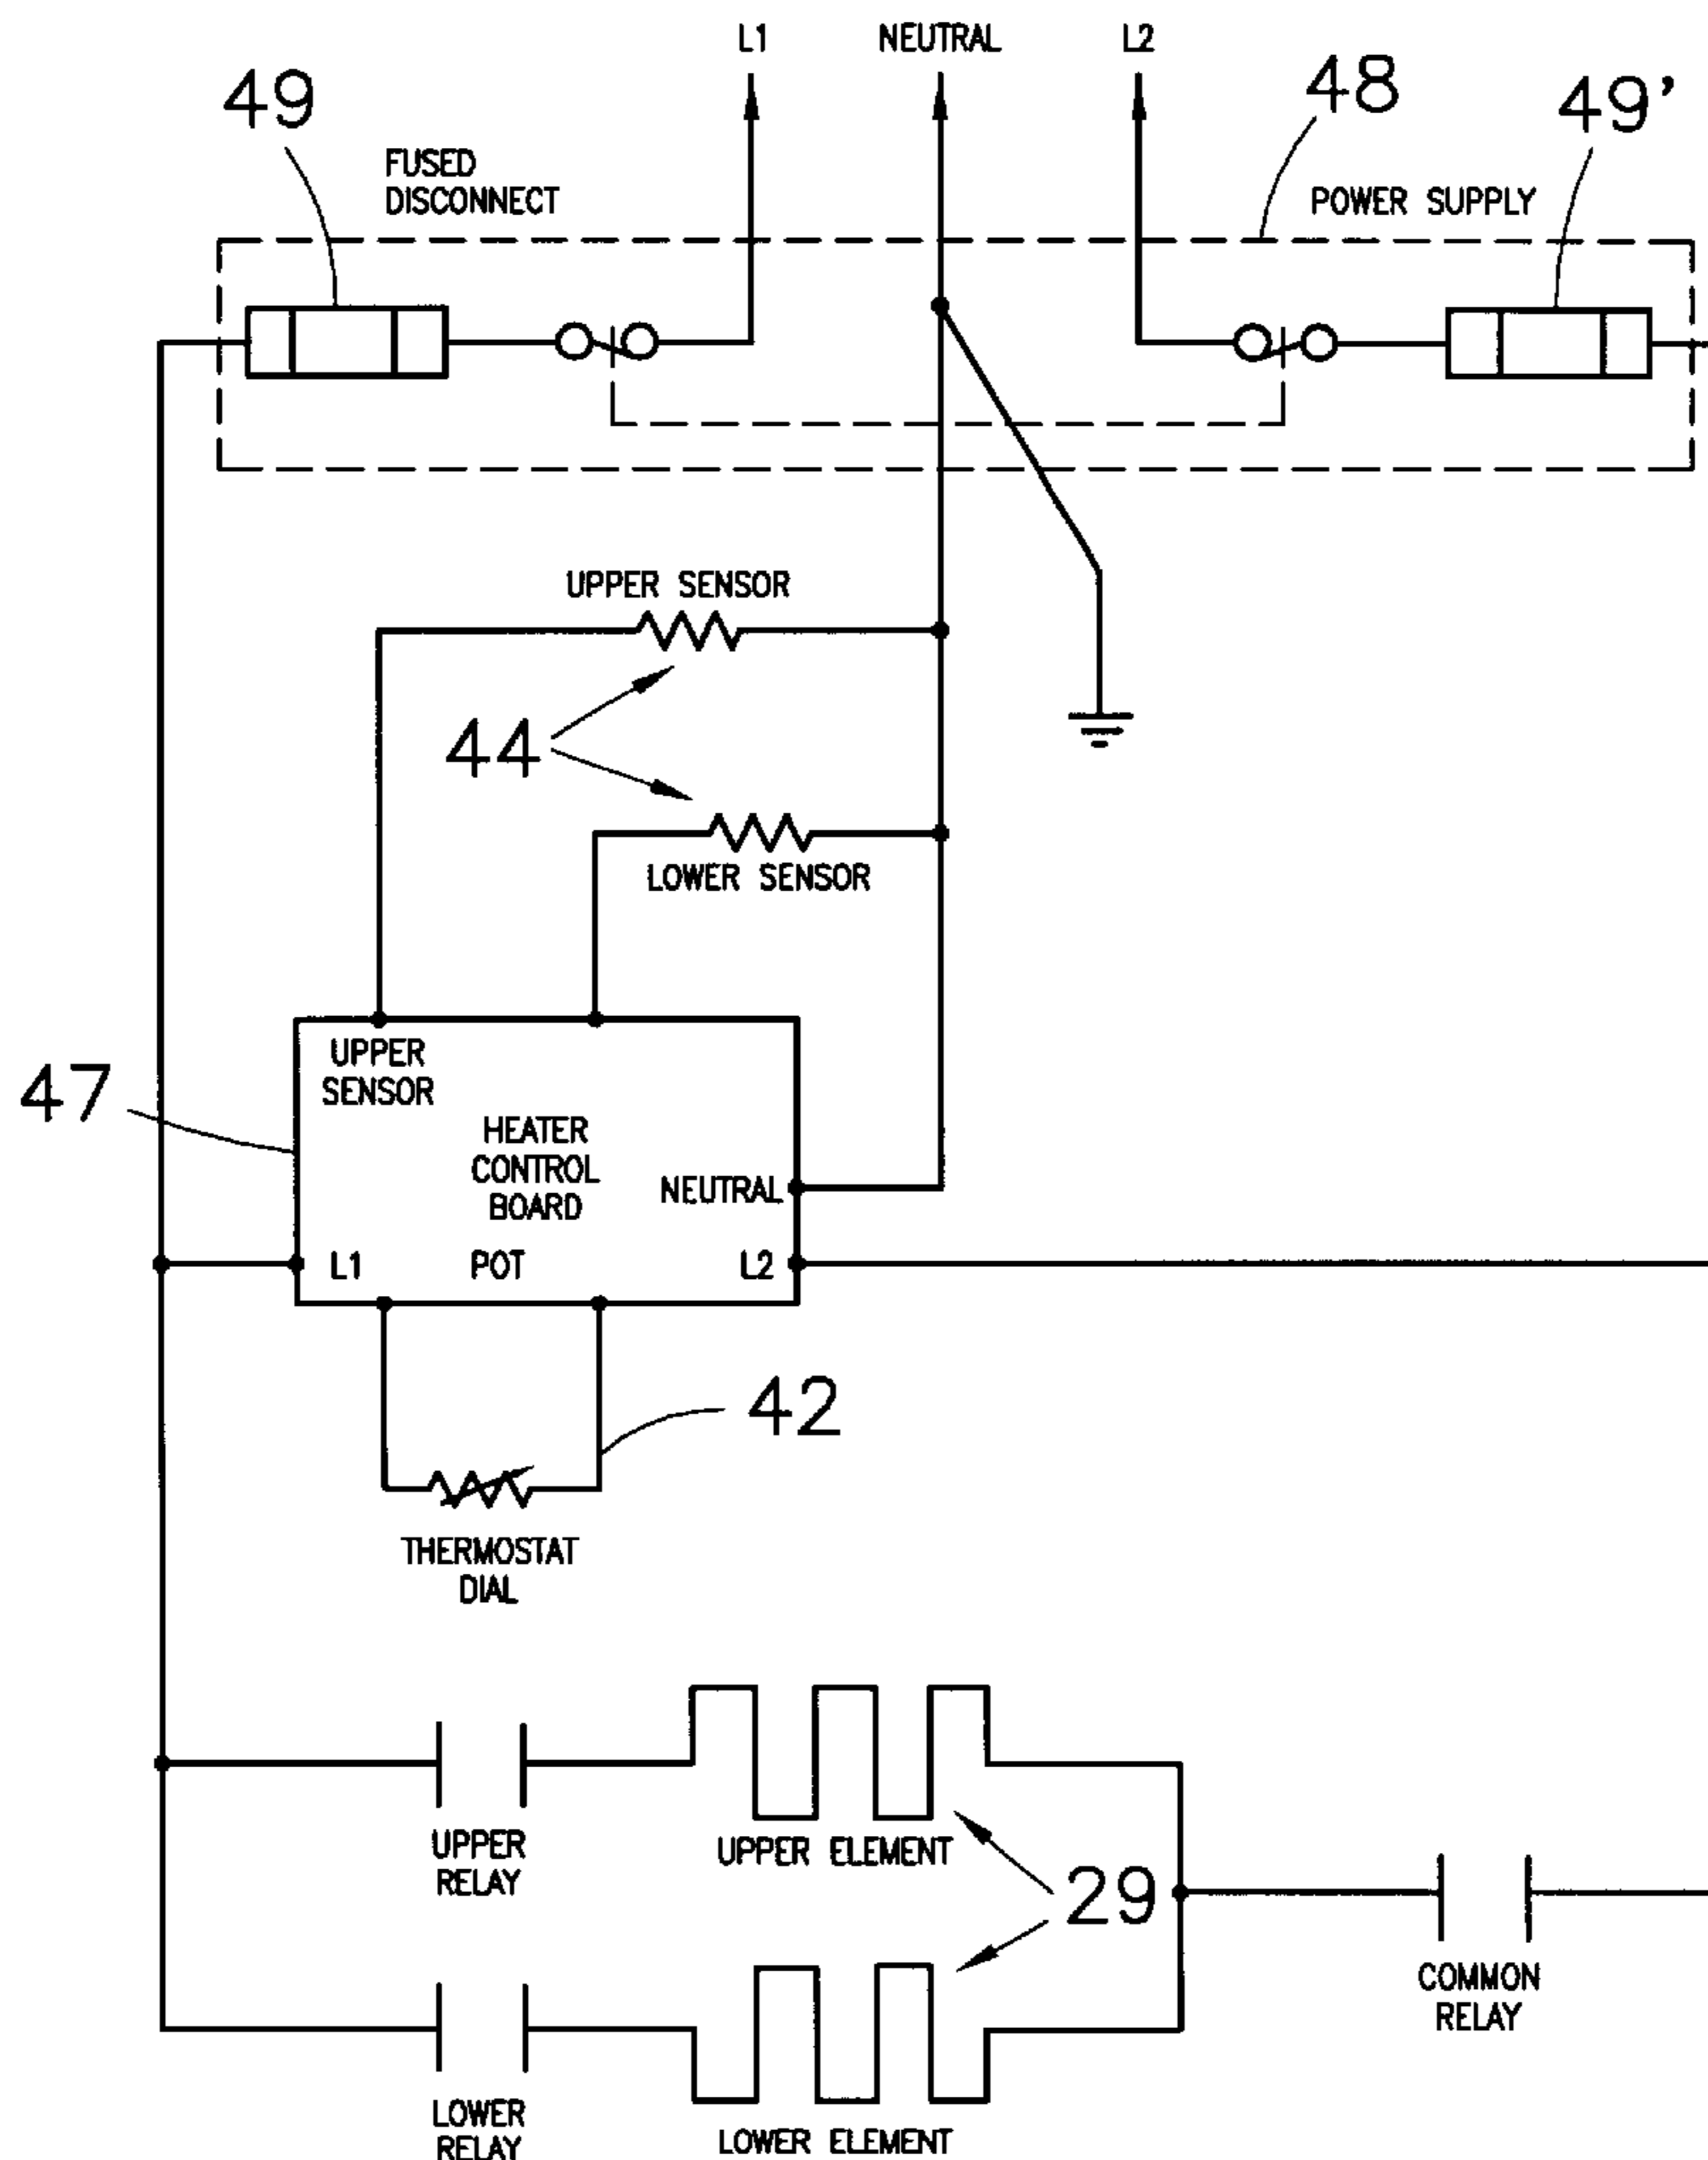 L1
NEUTRAL
L2
49
48
49'
FUSED
DISCONNECT
POWER SUPPLY
UPPER SENSOR
44
LOWER SENSOR
47
UPPER
SENSOR
HEATER
CONTROL
BOARD
NEUTRAL
L1
POT
L2
42
THERMOSTAT
DIAL
UPPER
RELAY
UPPER ELEMENT
29
COMMON
RELAY
LOWER
RELAY
LOWER ELEMENT